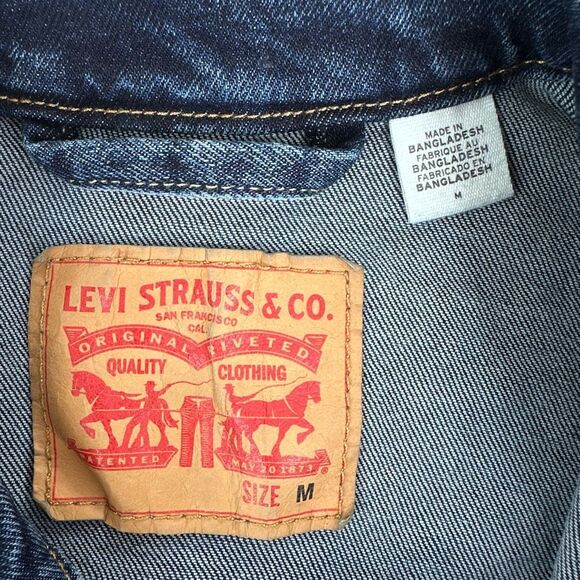 MADE IN
BANGLADESH
FABRIQUE AU
BANGLADESH
FABRICADO EN
BANGLADESH
M
LEVI STRAUSS & CO.
SAN FRANCISCO
CAL.
ORIGINAL RIVETED
QUALITY CLOTHING
PATENTED MAY 20 1873
®
SIZE M